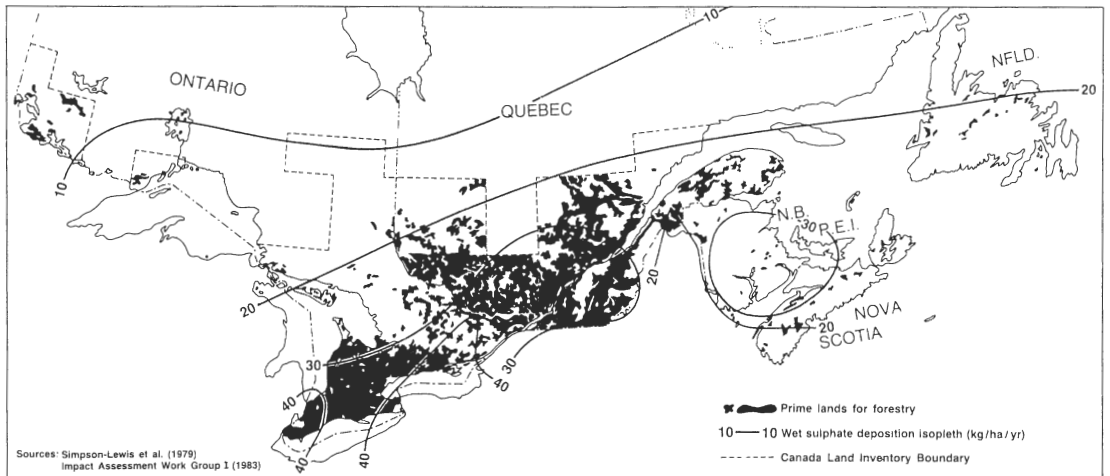 10
NFLD.
ONTARIO
QUÉBEC
20
10
N.B.
30
P.E.I.
20
20
NOVA
SCOTIA
20
30
30
40
40
40
40
Prime lands for forestry
10 10 Wet sulphate deposition isopleth (kg/ha/yr)
Canada Land Inventory Boundary
Sources: Simpson-Lewis et al. (1979)
Impact Assessment Work Group I (1983)